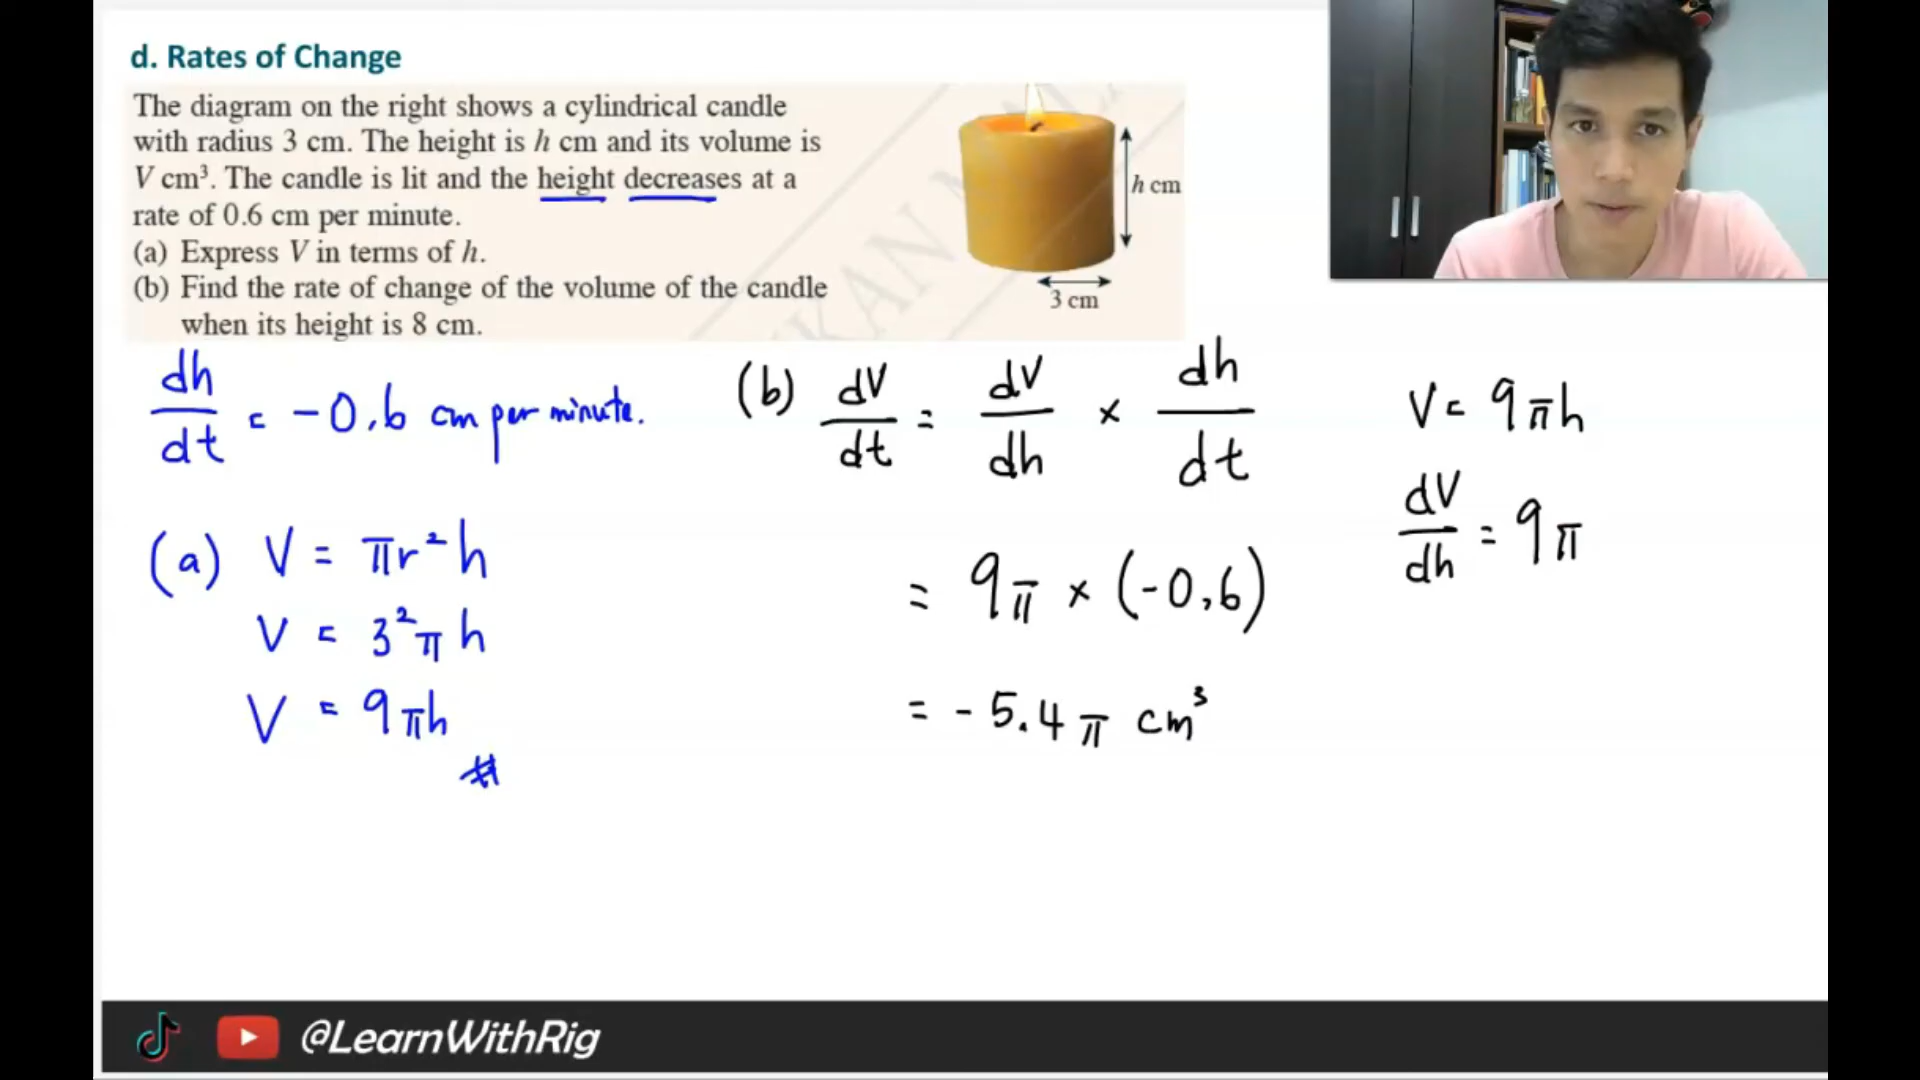 d. Rates of Change
The diagram on the right shows a cylindrical candle
with radius 3 cm. The height is h cm and its volume is
V cm³. The candle is lit and the height decreases at a
rate of 0.6 cm per minute.
(a) Express V in terms of h.
(b) Find the rate of change of the volume of the candle
when its height is 8 cm.
h cm
3 cm
dh/dt = -0.6 cm per minute.
(a) V = πr²h
V = 3²πh
V = 9πh
#
(b) dV/dt = dV/dh × dh/dt
= 9π × (-0.6)
= -5.4π cm³
V = 9πh
dV/dh = 9π
@LearnWithRig